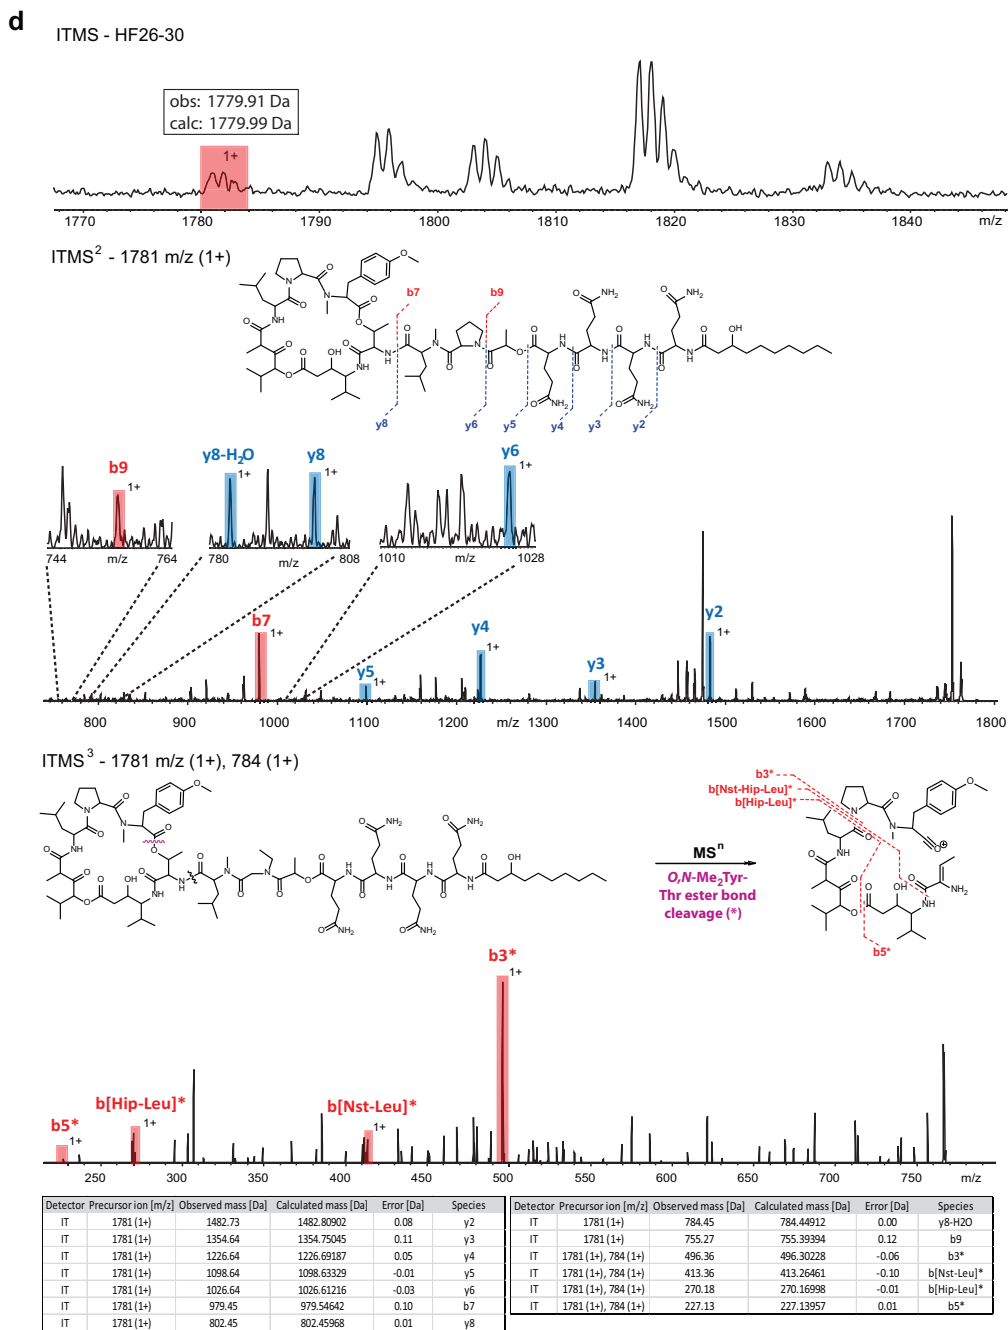 d
ITMS - HF26-30
obs: 1779.91 Da
calc: 1779.99 Da
1+
1770 1780 1790 1800 1810 1820 1830 1840 m/z
ITMS2 - 1781 m/z (1+)
b7 b9
y8 y6 y5 y4 y3 y2
b9 1+
744 m/z 764
y8-H2O 1+ y8 1+
780 m/z 808
y6 1+
1010 m/z 1028
b7 1+
y5 1+
y4 1+
y3 1+
y2 1+
800 900 1000 1100 1200 m/z 1300 1400 1500 1600 1700 1800
ITMS3 - 1781 m/z (1+), 784 (1+)
MSn
O,N-Me2Tyr-
Thr ester bond
cleavage (*)
b3*
b[Nst-Hip-Leu]*
b[Hip-Leu]*
b5*
b5* 1+
b[Hip-Leu]* 1+
b[Nst-Leu]* 1+
b3* 1+
250 300 350 400 450 500 550 600 650 700 750 m/z
Detector Precursor ion [m/z] Observed mass [Da] Calculated mass [Da] Error [Da] Species
IT 1781 (1+) 1482.73 1482.80902 0.08 y2
IT 1781 (1+) 1354.64 1354.75045 0.11 y3
IT 1781 (1+) 1226.64 1226.69187 0.05 y4
IT 1781 (1+) 1098.64 1098.63329 -0.01 y5
IT 1781 (1+) 1026.64 1026.61216 -0.03 y6
IT 1781 (1+) 979.45 979.54642 0.10 b7
IT 1781 (1+) 802.45 802.45968 0.01 y8
Detector Precursor ion [m/z] Observed mass [Da] Calculated mass [Da] Error [Da] Species
IT 1781 (1+) 784.45 784.44912 0.00 y8-H2O
IT 1781 (1+) 755.27 755.39394 0.12 b9
IT 1781 (1+), 784 (1+) 496.36 496.30228 -0.06 b3*
IT 1781 (1+), 784 (1+) 413.36 413.26461 -0.10 b[Nst-Leu]*
IT 1781 (1+), 784 (1+) 270.18 270.16998 -0.01 b[Hip-Leu]*
IT 1781 (1+), 784 (1+) 227.13 227.13957 0.01 b5*